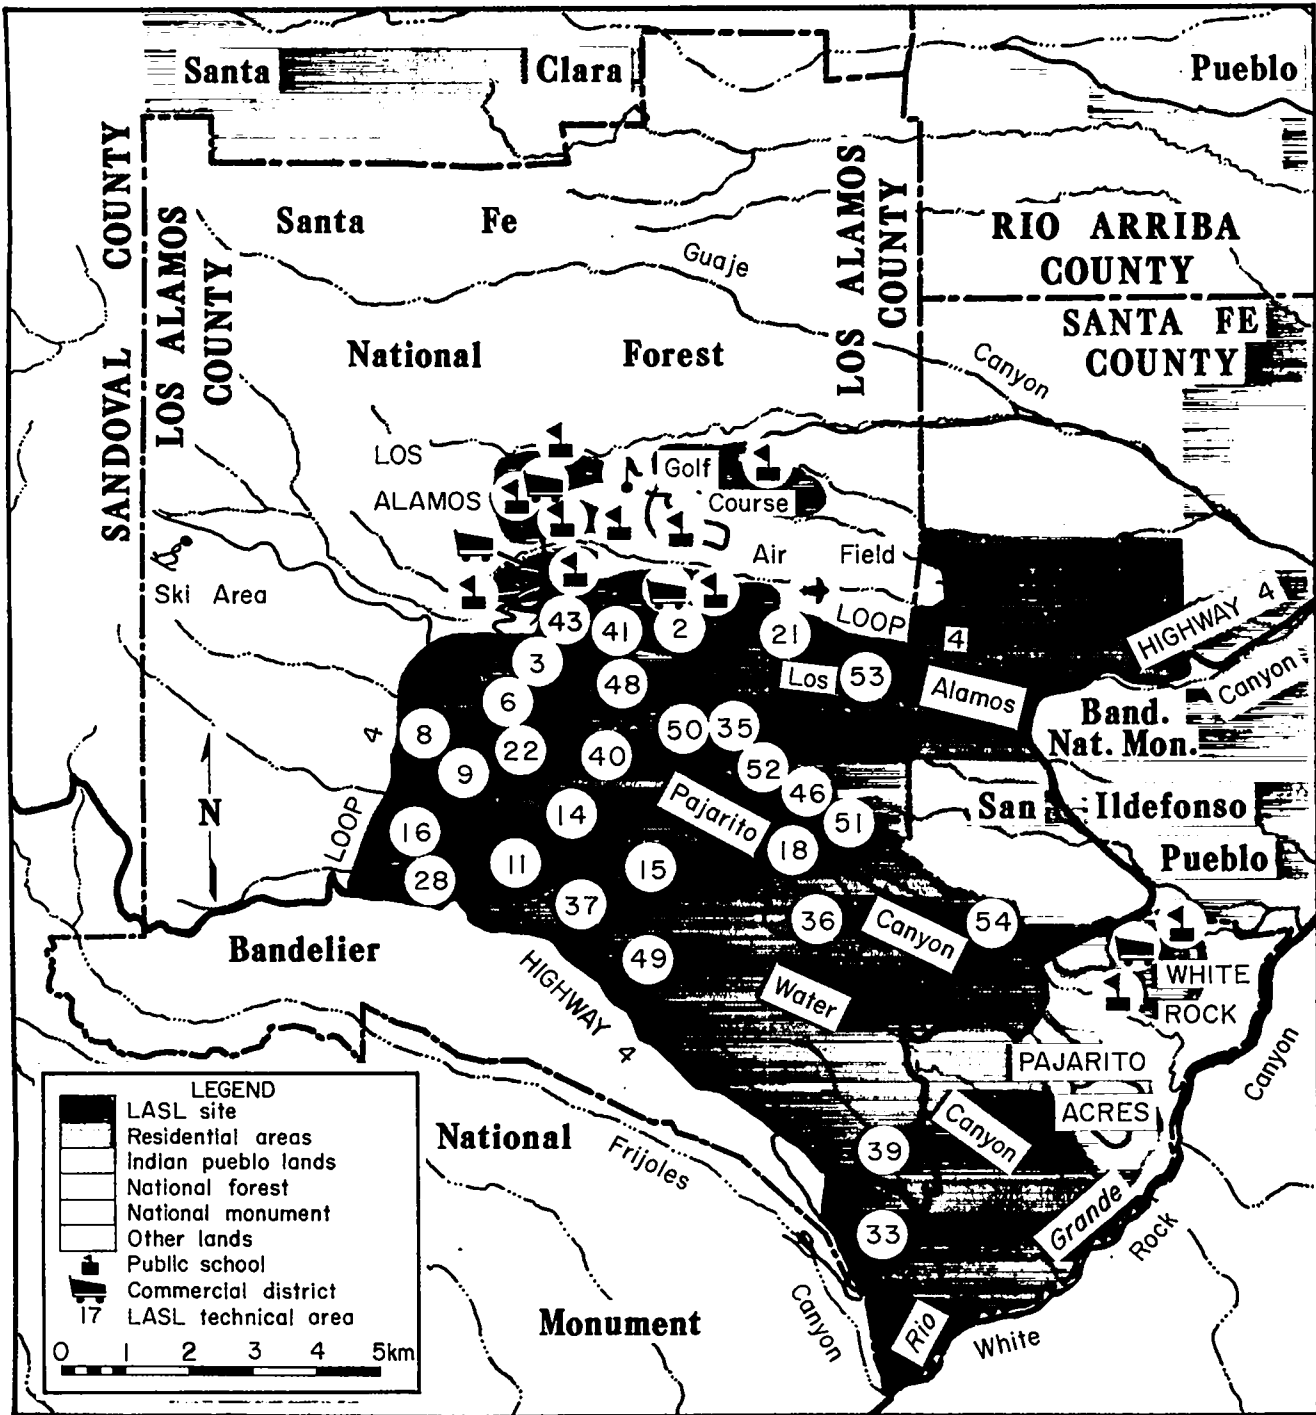 Santa Clara Pueblo
SANDOVAL COUNTY
LOS ALAMOS COUNTY
LOS ALAMOS COUNTY
Santa Fe
National Forest
RIO ARRIBA
COUNTY
SANTA FE
COUNTY
Guaje
Canyon
LOS
ALAMOS
Golf
Course
Air Field
Ski Area
LOOP
4
HIGHWAY 4
Los
Alamos
Canyon
Band.
Nat. Mon.
43
41
2
21
3
48
53
6
8
22
50
35
9
40
52
46
14
51
16
18
11
15
28
37
36
54
49
39
33
4
LOOP
N
Pajarito
Canyon
San Ildefonso
Pueblo
Bandelier
National
Monument
HIGHWAY 4
Water
Canyon
WHITE
ROCK
PAJARITO
ACRES
Frijoles
Canyon
Rio
Grande
White
Rock
Canyon
LEGEND
LASL site
Residential areas
Indian pueblo lands
National forest
National monument
Other lands
Public school
Commercial district
17 LASL technical area
0 1 2 3 4 5km